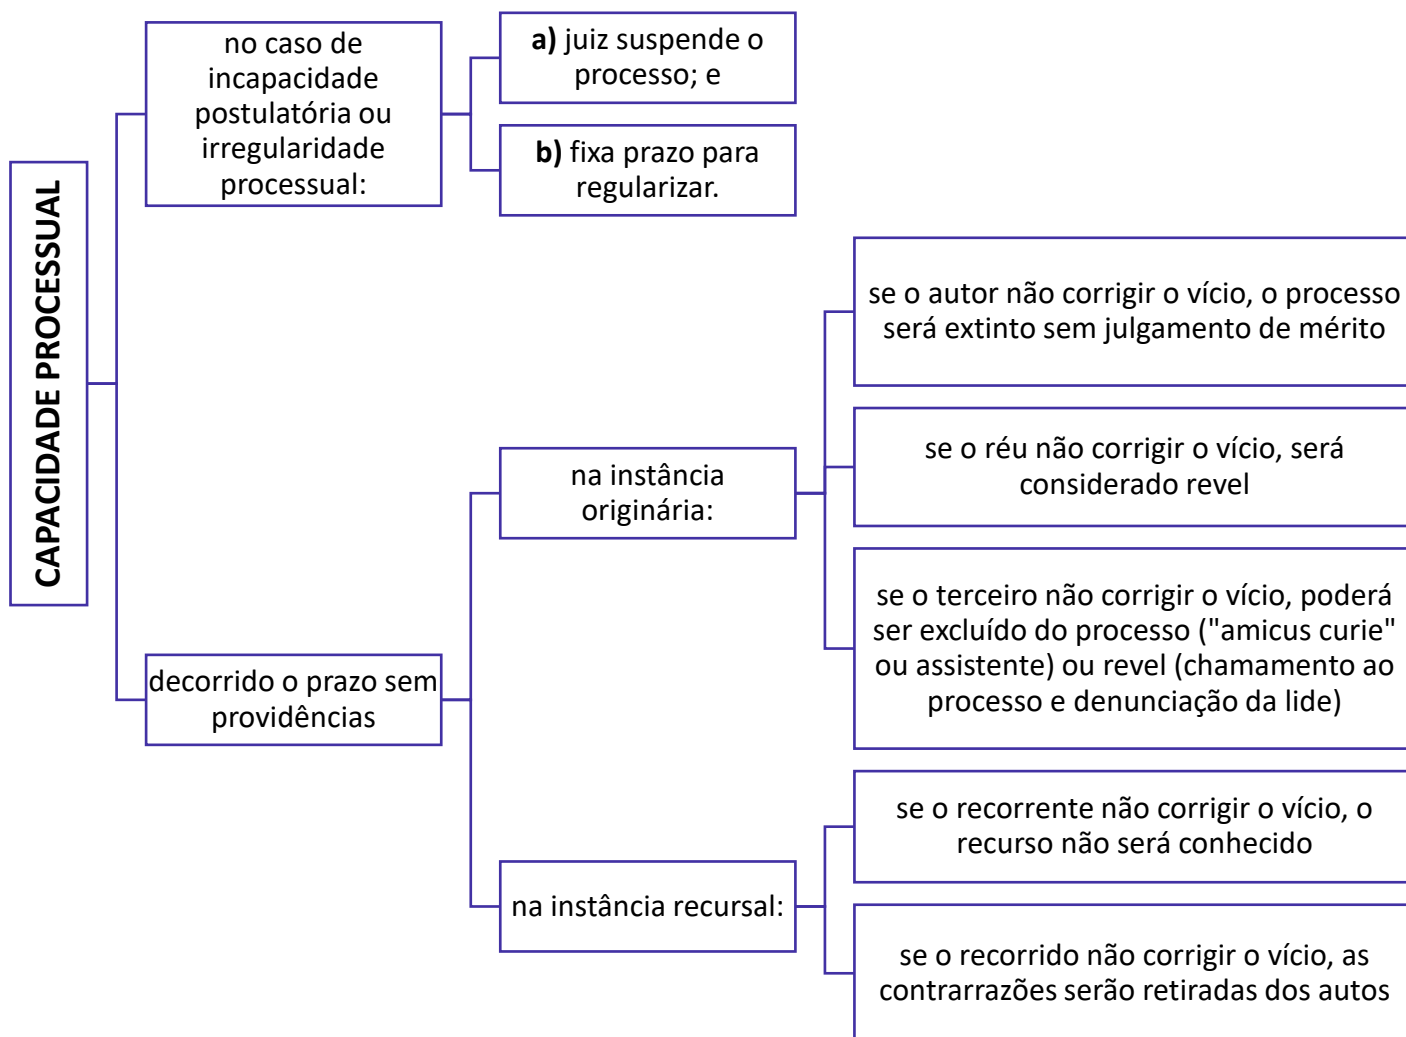 CAPACIDADE PROCESSUAL
no caso de
incapacidade
postulatória ou
irregularidade
processual:
a) juiz suspende o
processo; e
b) fixa prazo para
regularizar.
decorrido o prazo sem
providências
na instância
originária:
se o autor não corrigir o vício, o processo
será extinto sem julgamento de mérito
se o réu não corrigir o vício, será
considerado revel
se o terceiro não corrigir o vício, poderá
ser excluído do processo ("amicus curie"
ou assistente) ou revel (chamamento ao
processo e denunciação da lide)
na instância recursal:
se o recorrente não corrigir o vício, o
recurso não será conhecido
se o recorrido não corrigir o vício, as
contrarrazões serão retiradas dos autos